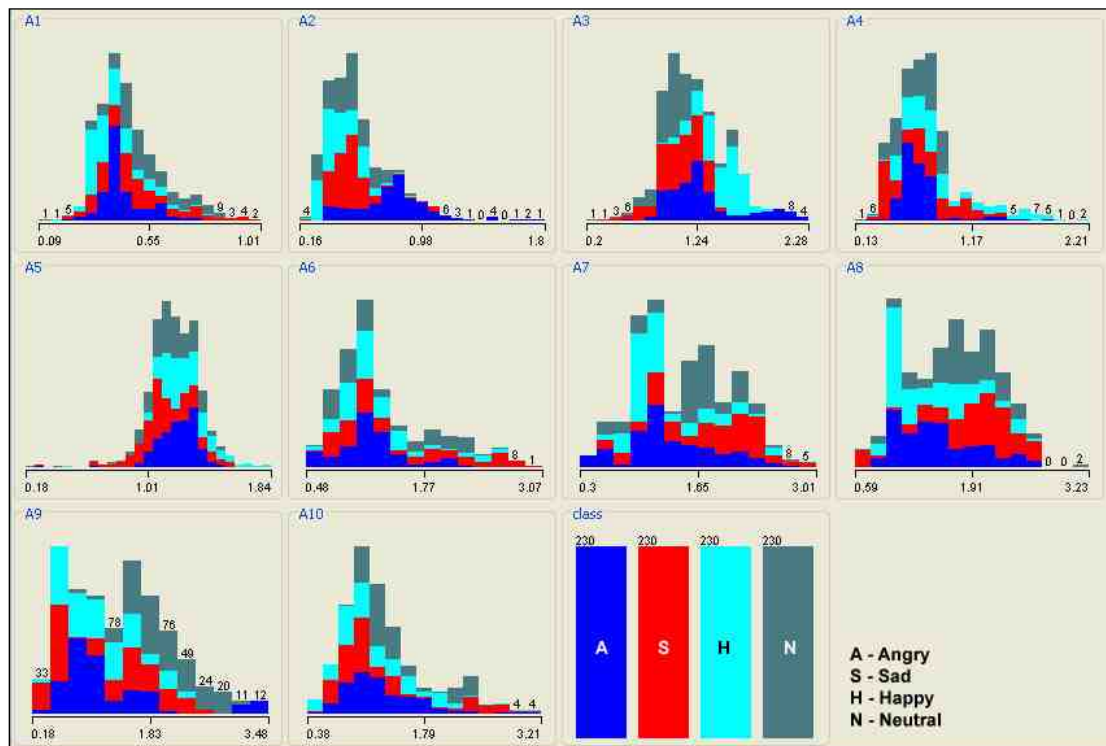 A1
1 1 5 9 3 4 2
0.09 0.55 1.01
A2
4 6 3 1 0 4 0 1 2 1
0.16 0.98 1.8
A3
1 1 3 6 8 4
0.2 1.24 2.28
A4
1 6 5 7 5 1 0 2
0.13 1.17 2.21
A5
0.18 1.01 1.84
A6
8 1
0.48 1.77 3.07
A7
8 5
0.3 1.65 3.01
A8
0 0 2
0.59 1.91 3.23
A9
33 78 76 49 24 20 11 12
0.18 1.83 3.48
A10
4 4
0.38 1.79 3.21
class
230 230 230 230
A S H N
A - Angry
S - Sad
H - Happy
N - Neutral